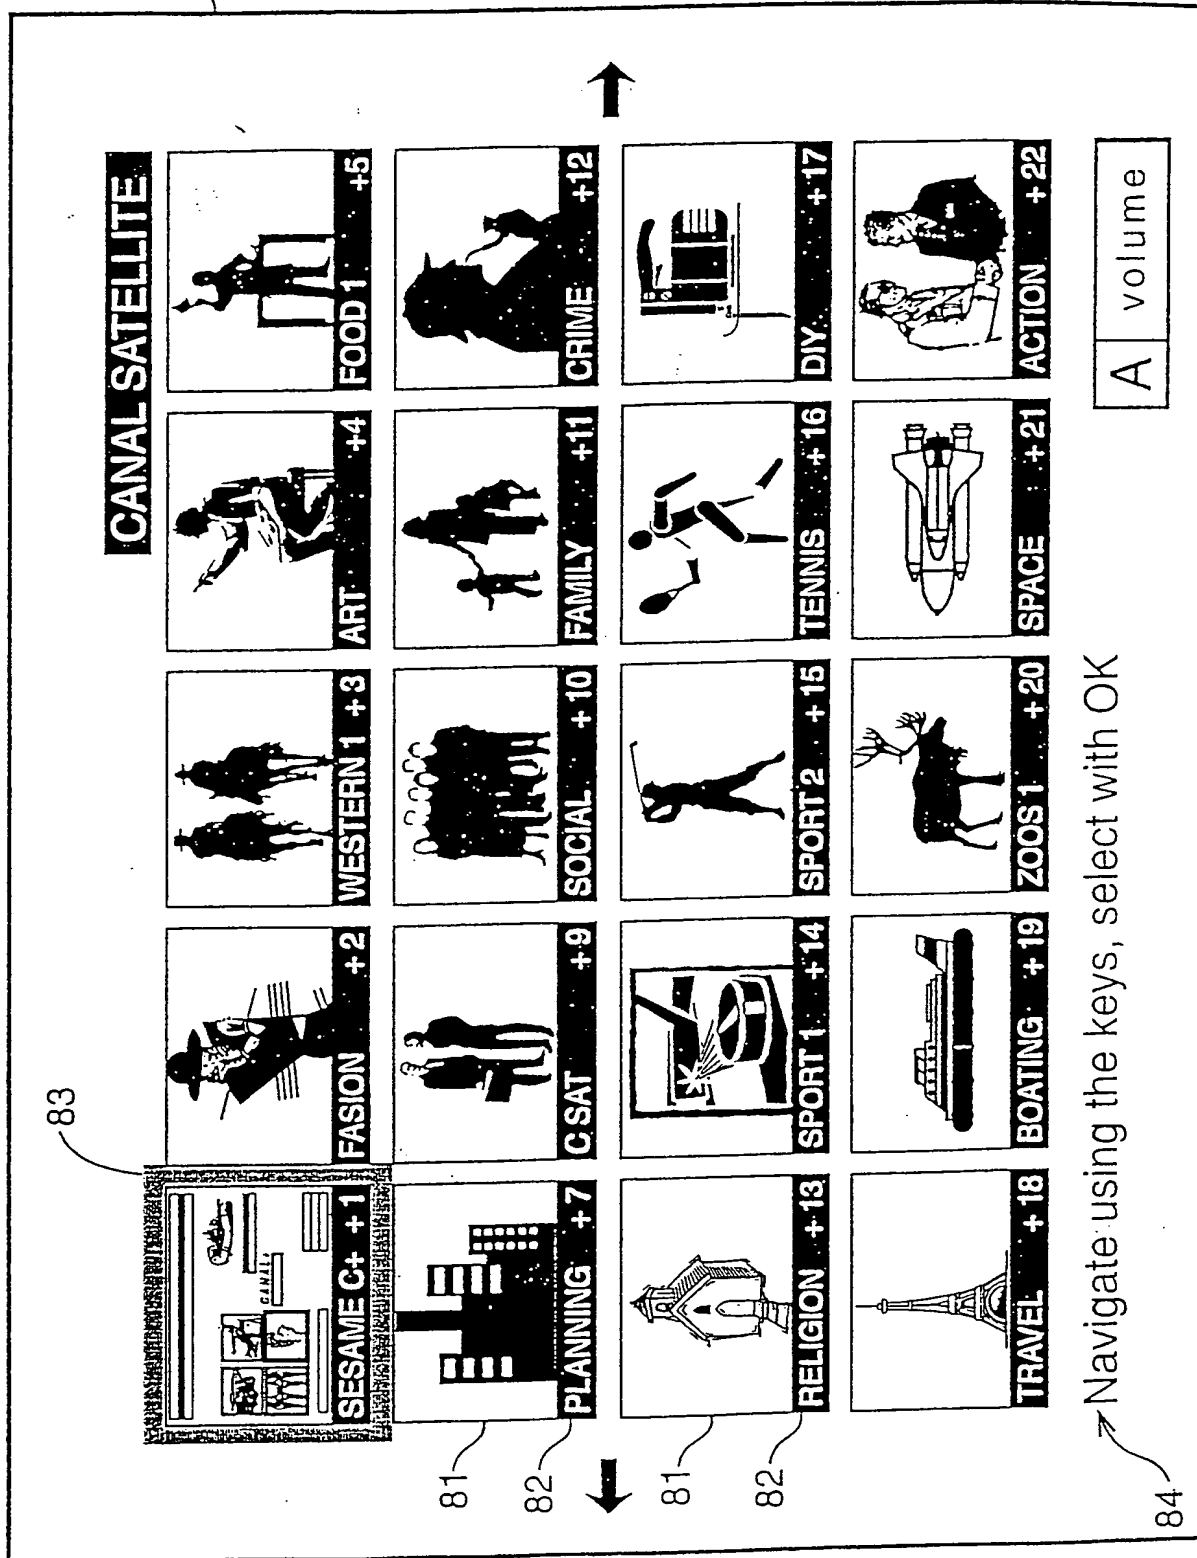 CANAL SATELLITE
83
SESAME C+ +1
FASION +2
WESTERN 1 +3
ART +4
FOOD 1 +5
81
82
PLANNING +7
C SAT +9
SOCIAL +10
FAMILY +11
CRIME +12
CANAL+
81
82
RELIGION +13
SPORT 1 +14
SPORT 2 +15
TENNIS +16
DIY +17
TRAVEL +18
BOATING +19
ZOOS 1 +20
SPACE +21
ACTION +22
84
Navigate using the keys, select with OK
A volume